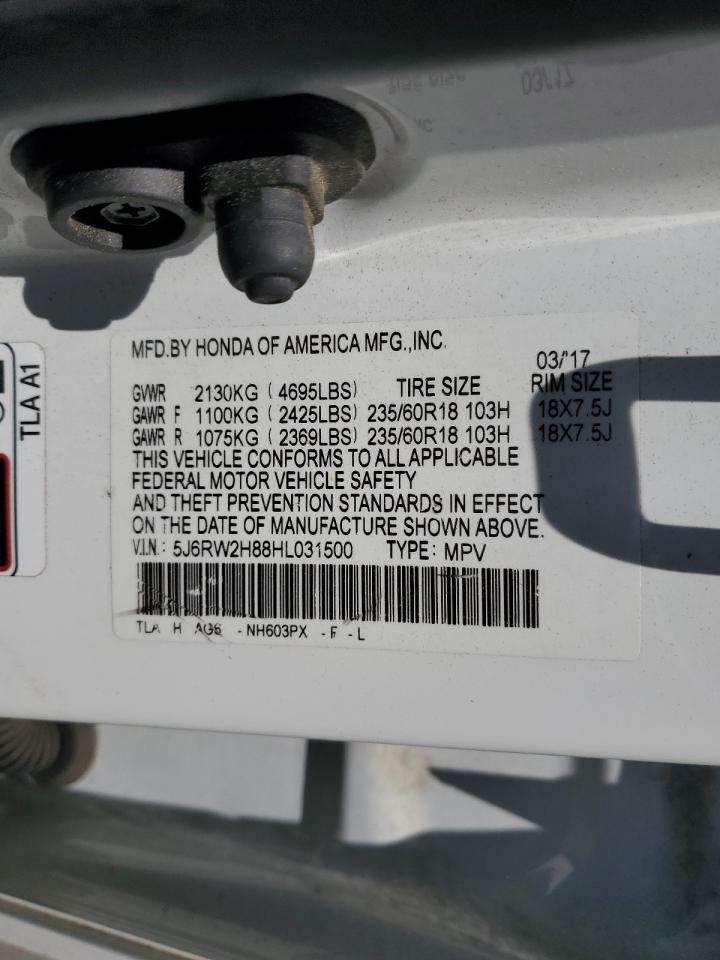 MFD.BY HONDA OF AMERICA MFG.,INC.
03/'17
GVWR 2130KG ( 4695LBS) TIRE SIZE RIM SIZE
GAWR F 1100KG ( 2425LBS) 235/60R18 103H 18X7.5J
GAWR R 1075KG ( 2369LBS) 235/60R18 103H 18X7.5J
THIS VEHICLE CONFORMS TO ALL APPLICABLE
FEDERAL MOTOR VEHICLE SAFETY
AND THEFT PREVENTION STANDARDS IN EFFECT
ON THE DATE OF MANUFACTURE SHOWN ABOVE.
V.I.N.: 5J6RW2H88HL031500 TYPE: MPV
TLA H AG6 - NH603PX - F - L
TLA A1